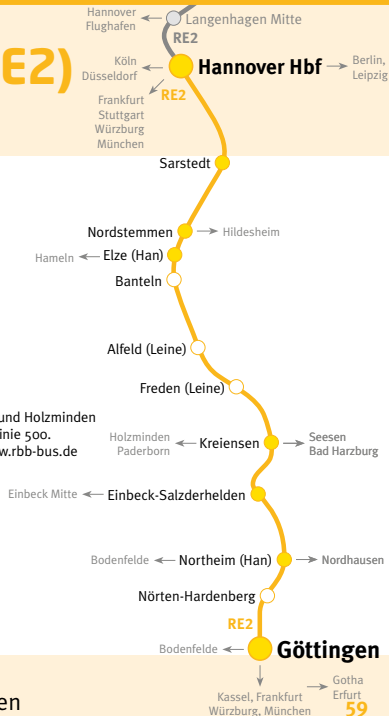 Hannover
Flughafen
Langenhagen Mitte
RE2
E2)
Köln
Düsseldorf
Hannover Hbf
Berlin,
Leipzig
RE2
Frankfurt
Stuttgart
Würzburg
München
Sarstedt
Nordstemmen
Hildesheim
Hameln
Elze (Han)
Banteln
Alfeld (Leine)
Freden (Leine)
und Holzminden
inie 500.
w.rbb-bus.de
Holzminden
Paderborn
Kreiensen
Seesen
Bad Harzburg
Einbeck Mitte
Einbeck-Salzderhelden
Bodenfelde
Northeim (Han)
Nordhausen
Nörten-Hardenberg
RE2
Bodenfelde
Göttingen
Kassel, Frankfurt
Würzburg, München
Gotha
Erfurt
en
59